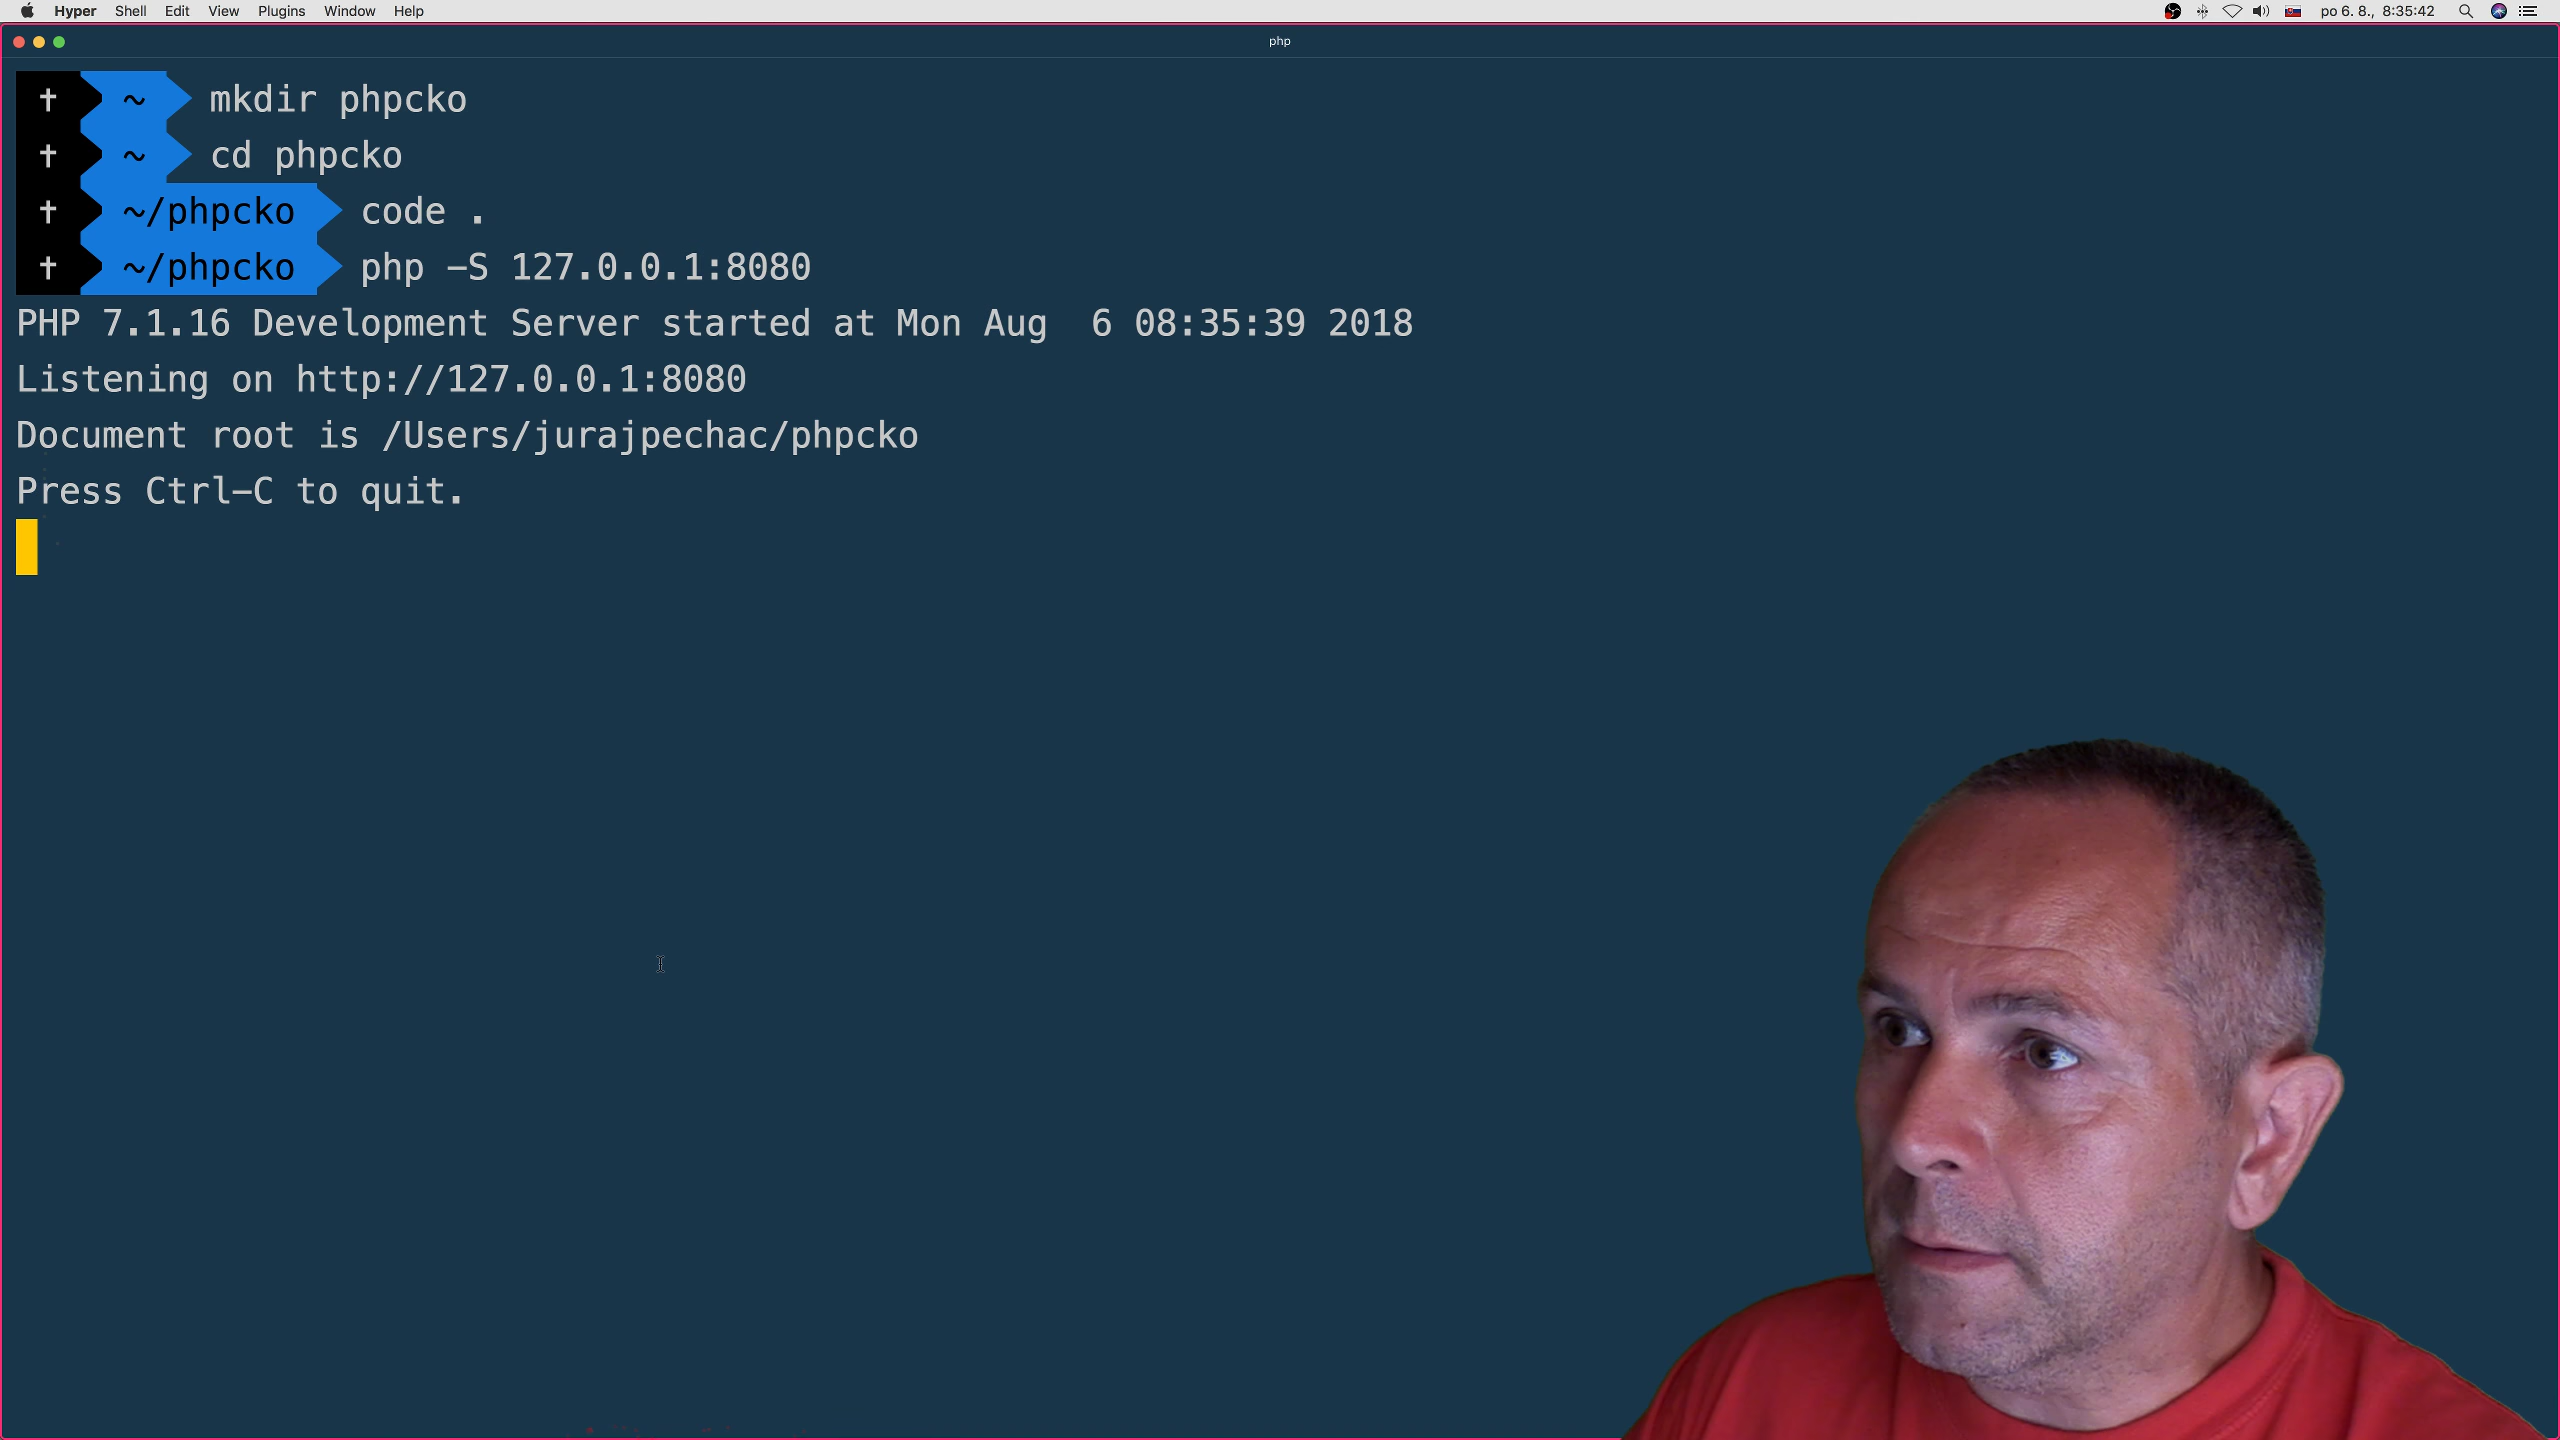 Hyper Shell Edit View Plugins Window Help po 6. 8., 8:35:42
php
† ~ mkdir phpcko
† ~ cd phpcko
† ~/phpcko code .
† ~/phpcko php -S 127.0.0.1:8080
PHP 7.1.16 Development Server started at Mon Aug  6 08:35:39 2018
Listening on http://127.0.0.1:8080
Document root is /Users/jurajpechac/phpcko
Press Ctrl-C to quit.